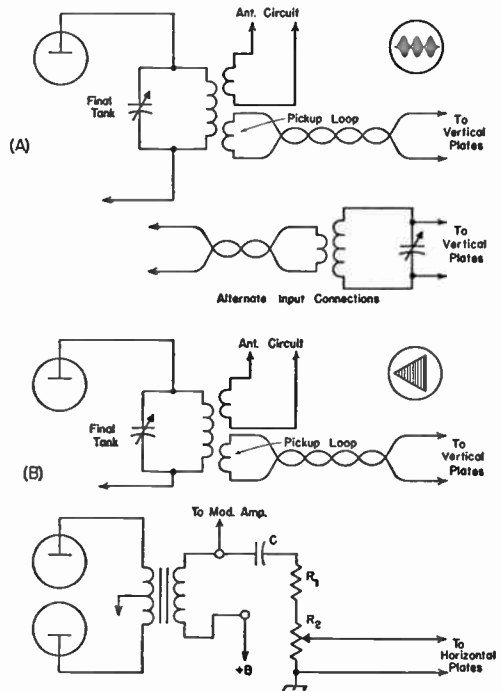 Ant. Circuit
Final
Tank
Pickup Loop
To
Vertical
Plates
(A)
To
Vertical
Plates
Alternate Input Connections
Ant. Circuit
Final
Tank
Pickup Loop
To
Vertical
Plates
(B)
To Mod. Amp.
C
R1
R2
+B
To
Horizontal
Plates